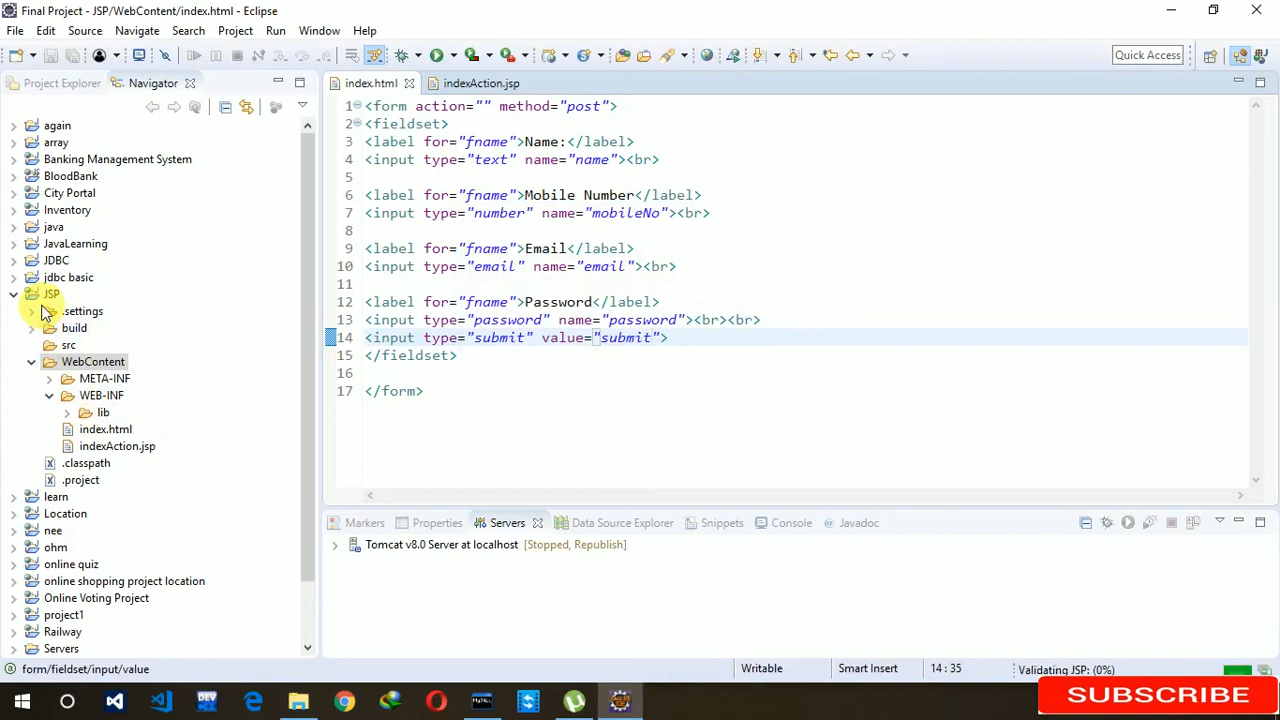 Final Project - JSP/WebContent/index.html - Eclipse
File Edit Source Navigate Search Project Run Window Help
Quick Access
Project Explorer Navigator
again
array
Banking Management System
BloodBank
City Portal
Inventory
java
JavaLearning
JDBC
jdbc basic
JSP
.settings
build
src
WebContent
META-INF
WEB-INF
lib
index.html
indexAction.jsp
.classpath
.project
learn
Location
nee
ohm
online quiz
online shopping project location
Online Voting Project
project1
Railway
Servers
index.html indexAction.jsp
1 <form action="" method="post">
2 <fieldset>
3 <label for="fname">Name:</label>
4 <input type="text" name="name"><br>
5
6 <label for="fname">Mobile Number</label>
7 <input type="number" name="mobileNo"><br>
8
9 <label for="fname">Email</label>
10 <input type="email" name="email"><br>
11
12 <label for="fname">Password</label>
13 <input type="password" name="password"><br><br>
14 <input type="submit" value="submit">
15 </fieldset>
16
17 </form>
Markers Properties Servers Data Source Explorer Snippets Console Javadoc
Tomcat v8.0 Server at localhost [Stopped, Republish]
form/fieldset/input/value Writable Smart Insert 14:35 Validating JSP: (0%)
SUBSCRIBE